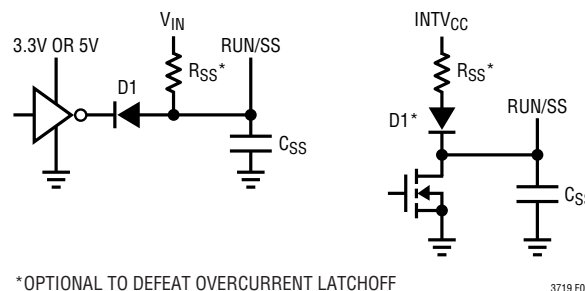 V_IN
INTV_CC
3.3V OR 5V
RUN/SS
D1
R_SS*
C_SS
R_SS*
D1*
RUN/SS
C_S
*OPTIONAL TO DEFEAT OVERCURRENT LATCHOFF
3719 F0